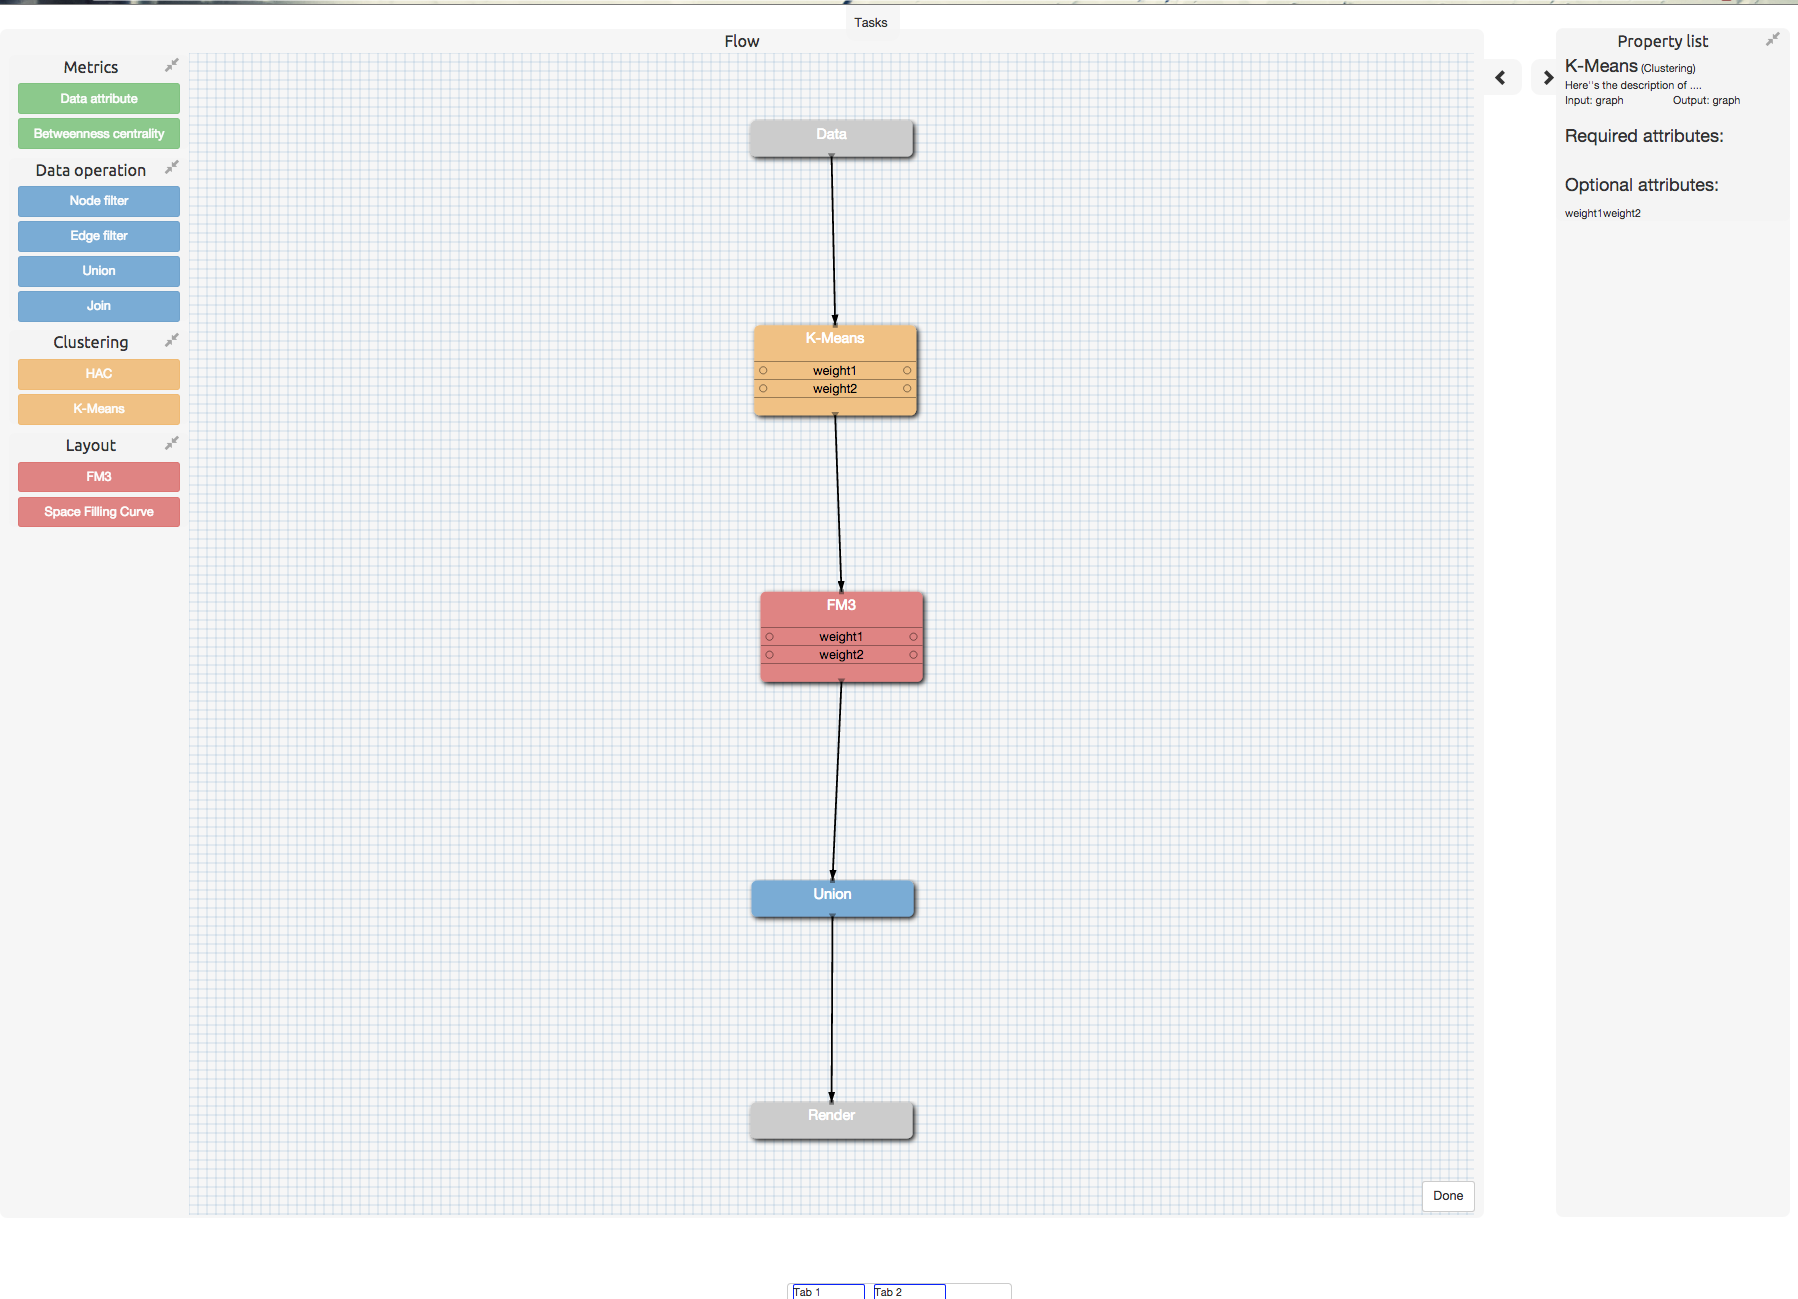 Tasks
Flow
Metrics
Data attribute
Betweenness centrality
Data operation
Node filter
Edge filter
Union
Join
Clustering
HAC
K-Means
Layout
FM3
Space Filling Curve
Data
K-Means
weight1
weight2
FM3
weight1
weight2
Union
Render
Done
Property list
K-Means (Clustering)
Here''s the description of ....
Input: graph Output: graph
Required attributes:
Optional attributes:
weight1weight2
Tab 1 Tab 2